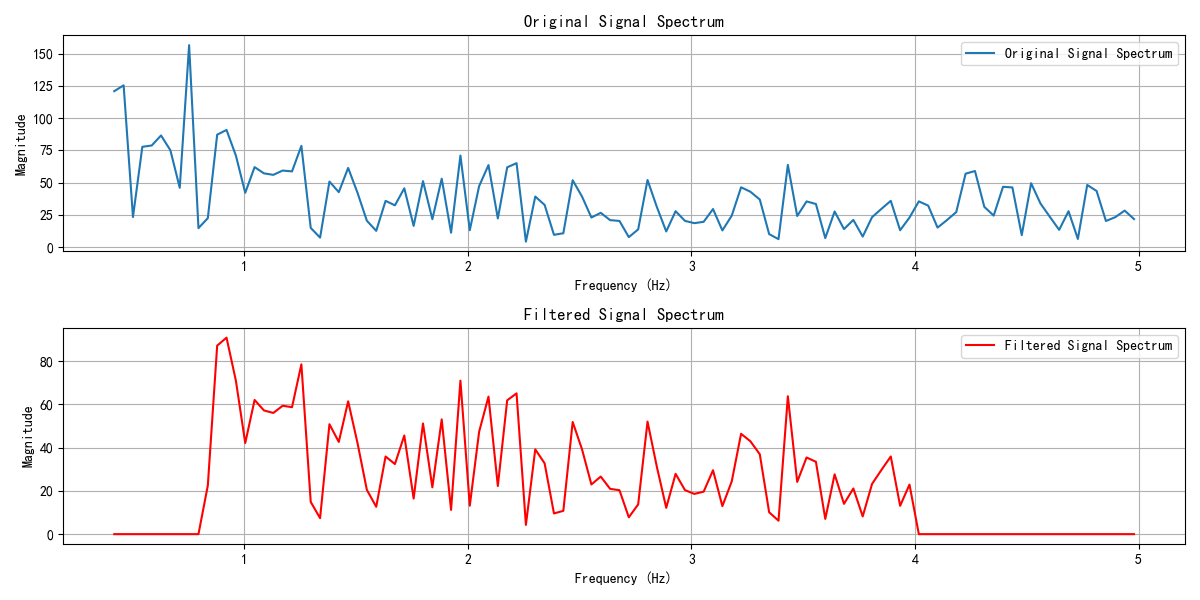 Original Signal Spectrum
Original Signal Spectrum
Magnitude
150
125
100
75
50
25
0
1 2 3 4 5
Frequency (Hz)
Filtered Signal Spectrum
Filtered Signal Spectrum
Magnitude
80
60
40
20
0
1 2 3 4 5
Frequency (Hz)